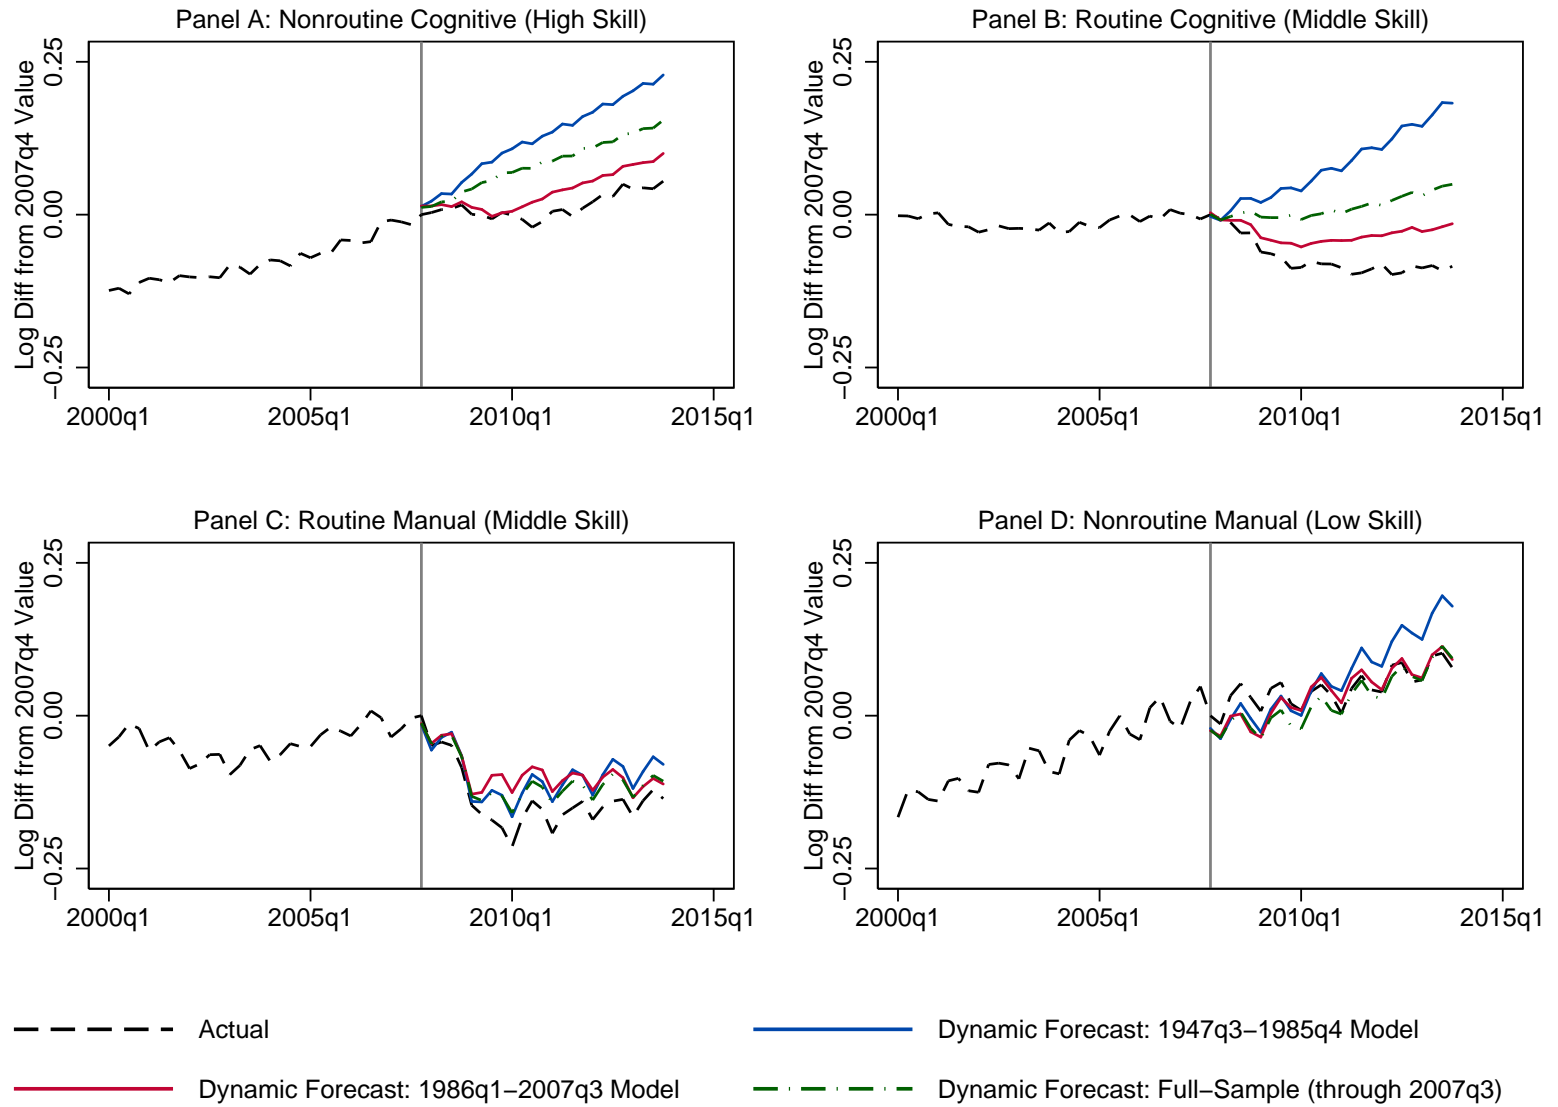 Panel A: Nonroutine Cognitive (High Skill)
Log Diff from 2007q4 Value
0.25
0.00
−0.25
2000q1 2005q1 2010q1 2015q1
Panel B: Routine Cognitive (Middle Skill)
Log Diff from 2007q4 Value
0.25
0.00
−0.25
2000q1 2005q1 2010q1 2015q1
Panel C: Routine Manual (Middle Skill)
Log Diff from 2007q4 Value
0.25
0.00
−0.25
2000q1 2005q1 2010q1 2015q1
Panel D: Nonroutine Manual (Low Skill)
Log Diff from 2007q4 Value
0.25
0.00
−0.25
2000q1 2005q1 2010q1 2015q1
Actual
Dynamic Forecast: 1947q3−1985q4 Model
Dynamic Forecast: 1986q1−2007q3 Model
Dynamic Forecast: Full−Sample (through 2007q3)